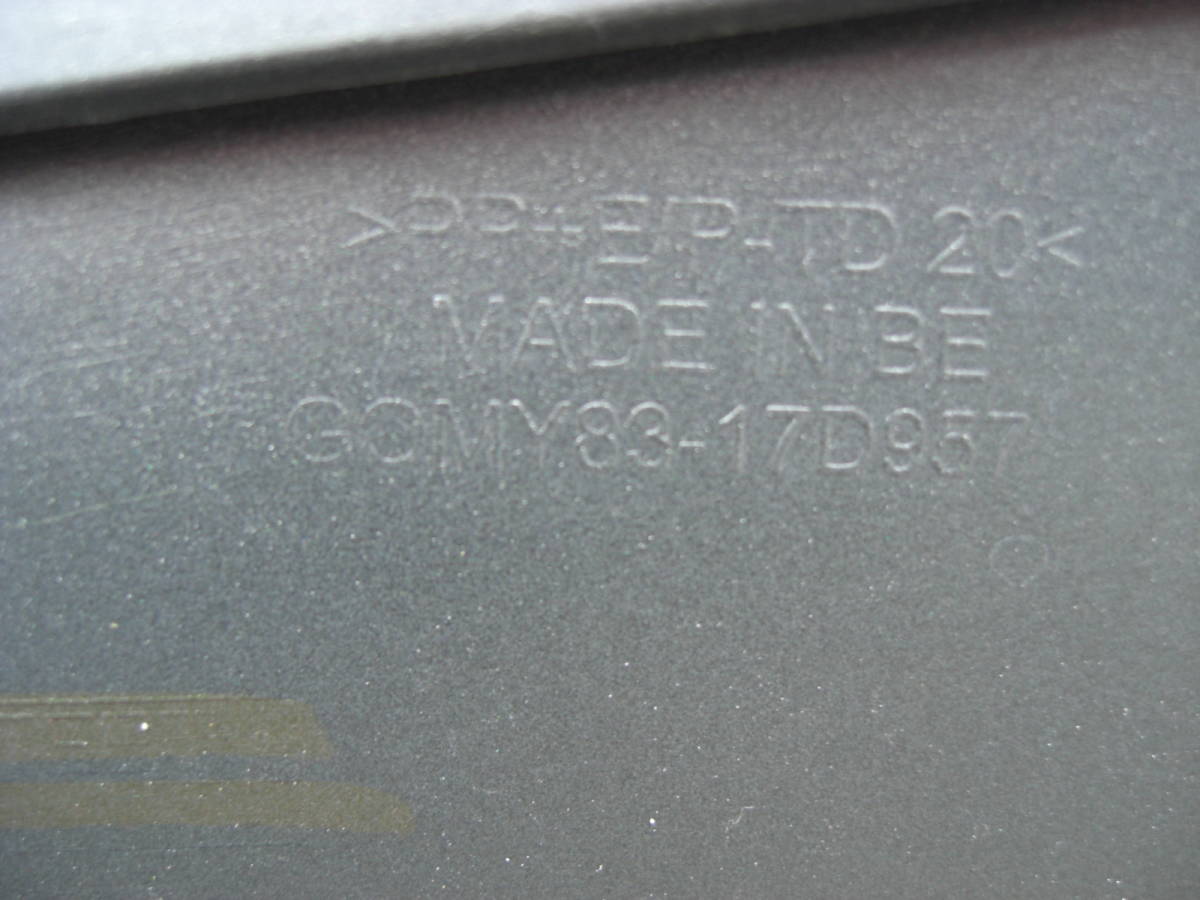 >PP+E/P-TD 20<
MADE IN BE
GOMY83-17D957